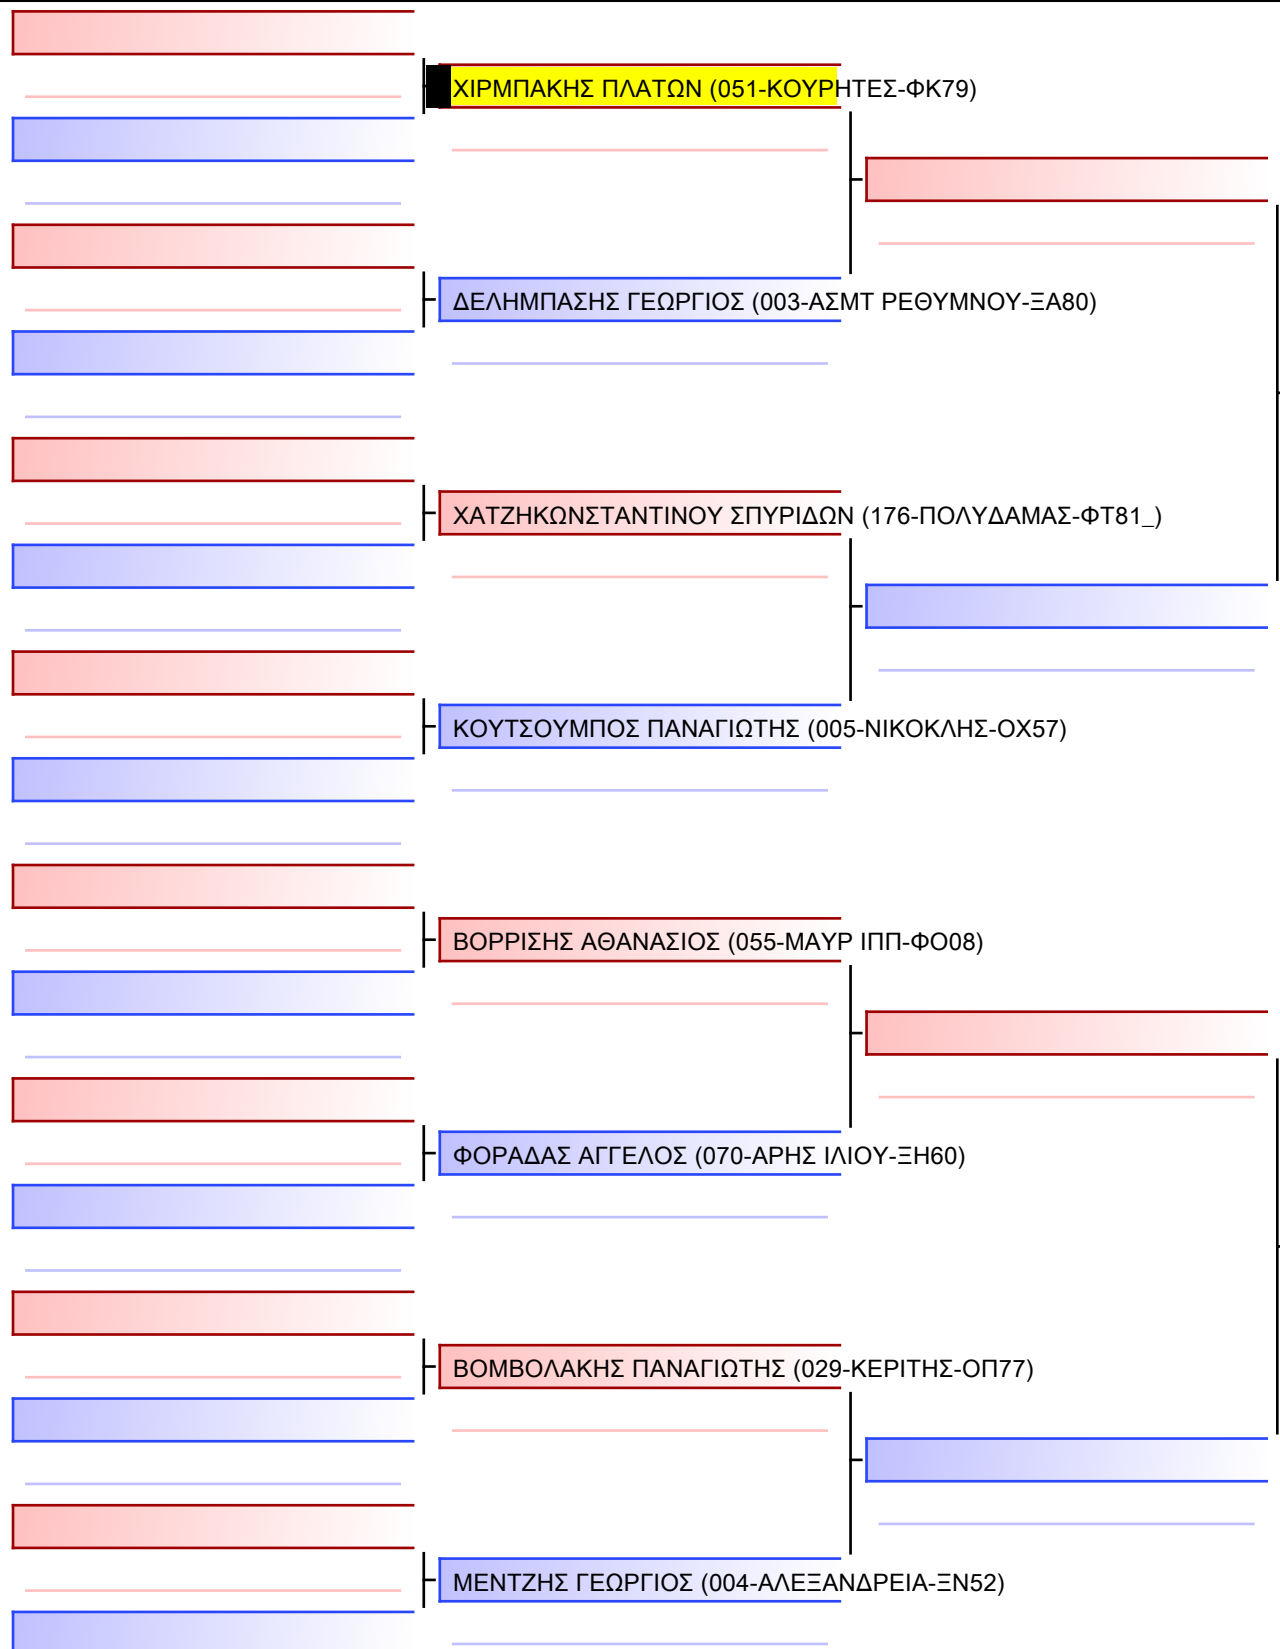 ΧΙΡΜΠΑΚΗΣ ΠΛΑΤΩΝ (051-ΚΟΥΡΗΤΕΣ-ΦΚ79)
ΔΕΛΗΜΠΑΣΗΣ ΓΕΩΡΓΙΟΣ (003-ΑΣΜΤ ΡΕΘΥΜΝΟΥ-ΞΑ80)
ΧΑΤΖΗΚΩΝΣΤΑΝΤΙΝΟΥ ΣΠΥΡΙΔΩΝ (176-ΠΟΛΥΔΑΜΑΣ-ΦΤ81_)
ΚΟΥΤΣΟΥΜΠΟΣ ΠΑΝΑΓΙΩΤΗΣ (005-ΝΙΚΟΚΛΗΣ-ΟΧ57)
ΒΟΡΡΙΣΗΣ ΑΘΑΝΑΣΙΟΣ (055-ΜΑΥΡ ΙΠΠ-ΦΟ08)
ΦΟΡΑΔΑΣ ΑΓΓΕΛΟΣ (070-ΑΡΗΣ ΙΛΙΟΥ-ΞΗ60)
ΒΟΜΒΟΛΑΚΗΣ ΠΑΝΑΓΙΩΤΗΣ (029-ΚΕΡΙΤΗΣ-ΟΠ77)
ΜΕΝΤΖΗΣ ΓΕΩΡΓΙΟΣ (004-ΑΛΕΞΑΝΔΡΕΙΑ-ΞΝ52)